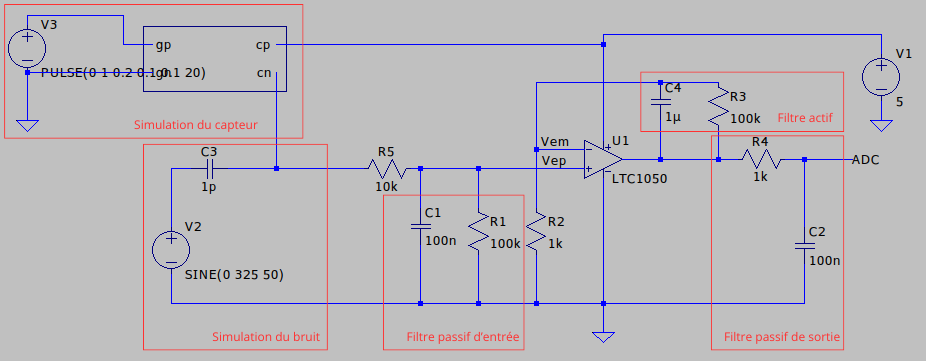 V3
gp
cp
V1
gn
cn
PULSE(0 1 0.2 0.1 0.1 20)
5
Simulation du capteur
C4
1µ
R3
100k
Filtre actif
C3
1p
R5
10k
Vem
Vep
U1
LTC1050
R4
1k
ADC
V2
SINE(0 325 50)
C1
100n
R1
100k
R2
1k
C2
100n
Simulation du bruit
Filtre passif d'entrée
Filtre passif de sortie